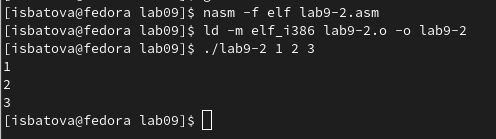 [isbatova@fedora lab09]$ nasm -f elf lab9-2.asm
[isbatova@fedora lab09]$ ld -m elf_i386 lab9-2.o -o lab9-2
[isbatova@fedora lab09]$ ./lab9-2 1 2 3
1
2
3
[isbatova@fedora lab09]$